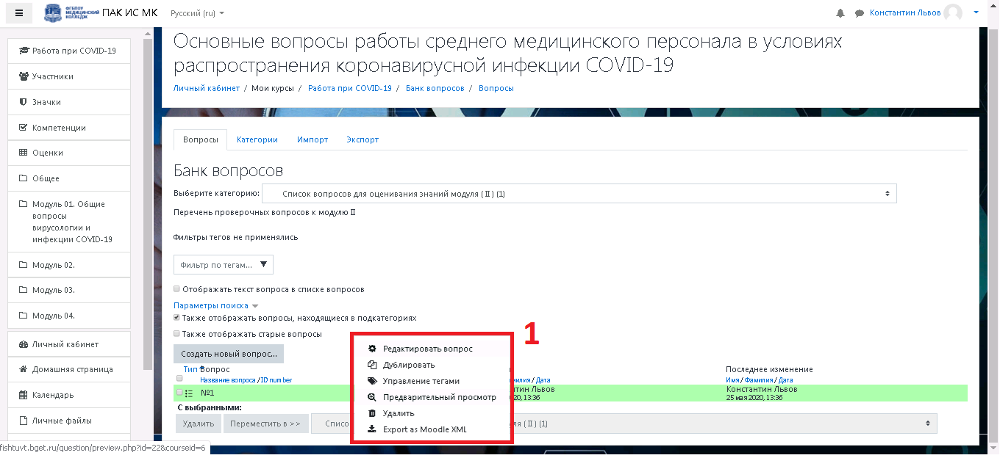 ФГБПОУ
МЕДИЦИНСКИЙ
КОЛЛЕДЖ
ПАК ИС МК
Русский (ru)
Константин Львов
Работа при COVID-19
Участники
Значки
Компетенции
Оценки
Общее
Модуль 01. Общие
вопросы
вирусологии и
инфекции COVID-19
Модуль 02.
Модуль 03.
Модуль 04.
Личный кабинет
Домашняя страница
Календарь
Личные файлы
fishtuvt.bget.ru/question/preview.php?id=22&courseid=6
Основные вопросы работы среднего медицинского персонала в условиях
распространения коронавирусной инфекции COVID-19
Личный кабинет / Мои курсы / Работа при COVID-19 / Банк вопросов / Вопросы
Вопросы Категории Импорт Экспорт
Банк вопросов
Выберите категорию: Список вопросов для оценивания знаний модуля ( II ) (1)
Перечень проверочных вопросов к модулю II
Фильтры тегов не применялись
Фильтр по тегам...
Отображать текст вопроса в списке вопросов
Параметры поиска
Также отображать вопросы, находящиеся в подкатегориях
Также отображать старые вопросы
1
Создать новый вопрос...
Редактировать вопрос
Дублировать
Управление тегами
Предварительный просмотр
Удалить
Export as Moodle XML
Тип Вопрос
Последнее изменение
Название вопроса / ID number
милия / Дата
Имя / Фамилия / Дата
№1
нтин Львов
Константин Львов
20, 13:36
25 мая 2020, 13:36
С выбранными:
Удалить Переместить в >> Списо
ля ( II ) (1)